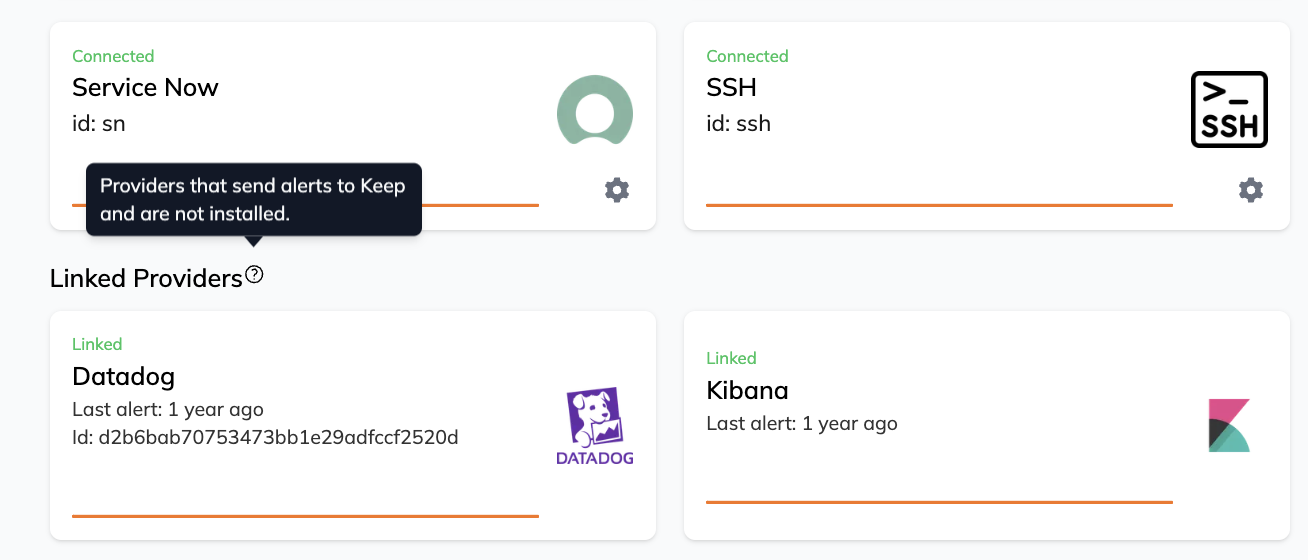 Connected
Service Now
id: sn
Connected
SSH
id: ssh
>_
SSH
Providers that send alerts to Keep
and are not installed.
Linked Providers?
Linked
Datadog
Last alert: 1 year ago
Id: d2b6bab70753473bb1e29adfccf2520d
DATADOG
Linked
Kibana
Last alert: 1 year ago